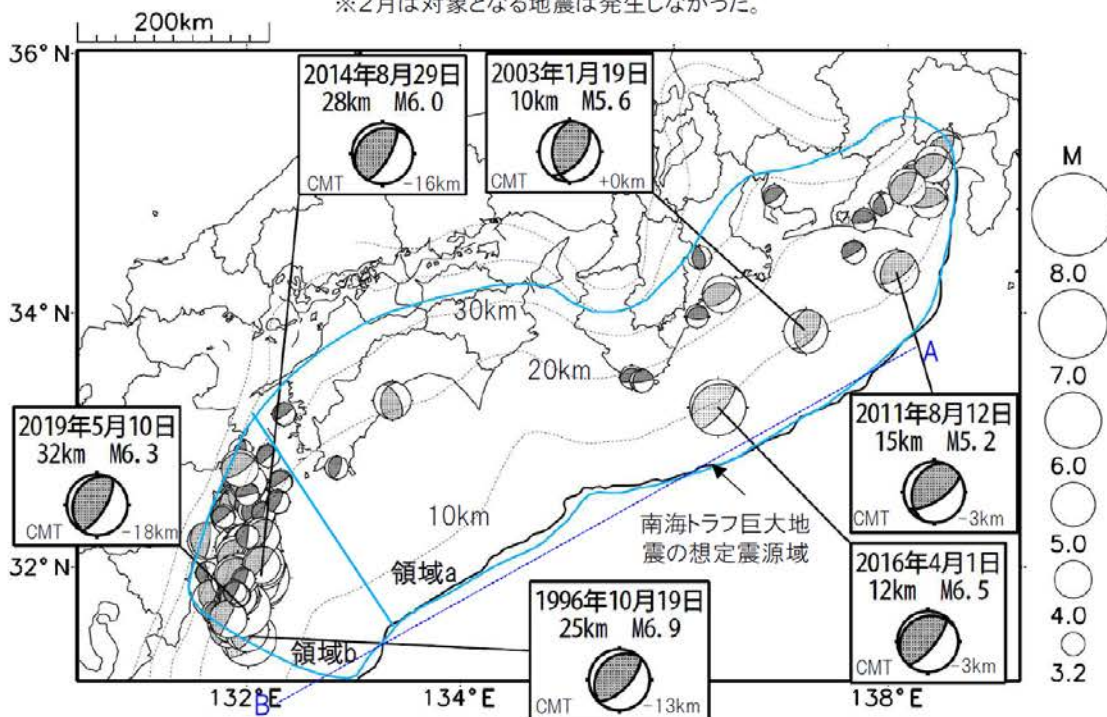 ※2月は対象となる地震は発生しなかった。
200km
36°N
34°N
32°N
132°E
134°E
138°E
2014年8月29日
28km M6.0
CMT
-16km
2003年1月19日
10km M5.6
CMT
+0km
M
8.0
7.0
6.0
5.0
4.0
3.2
30km
20km
10km
A
2019年5月10日
32km M6.3
CMT
-18km
2011年8月12日
15km M5.2
CMT
-3km
南海トラフ巨大地
震の想定震源域
領域a
領域b
B
1996年10月19日
25km M6.9
CMT
-13km
2016年4月1日
12km M6.5
CMT
-3km